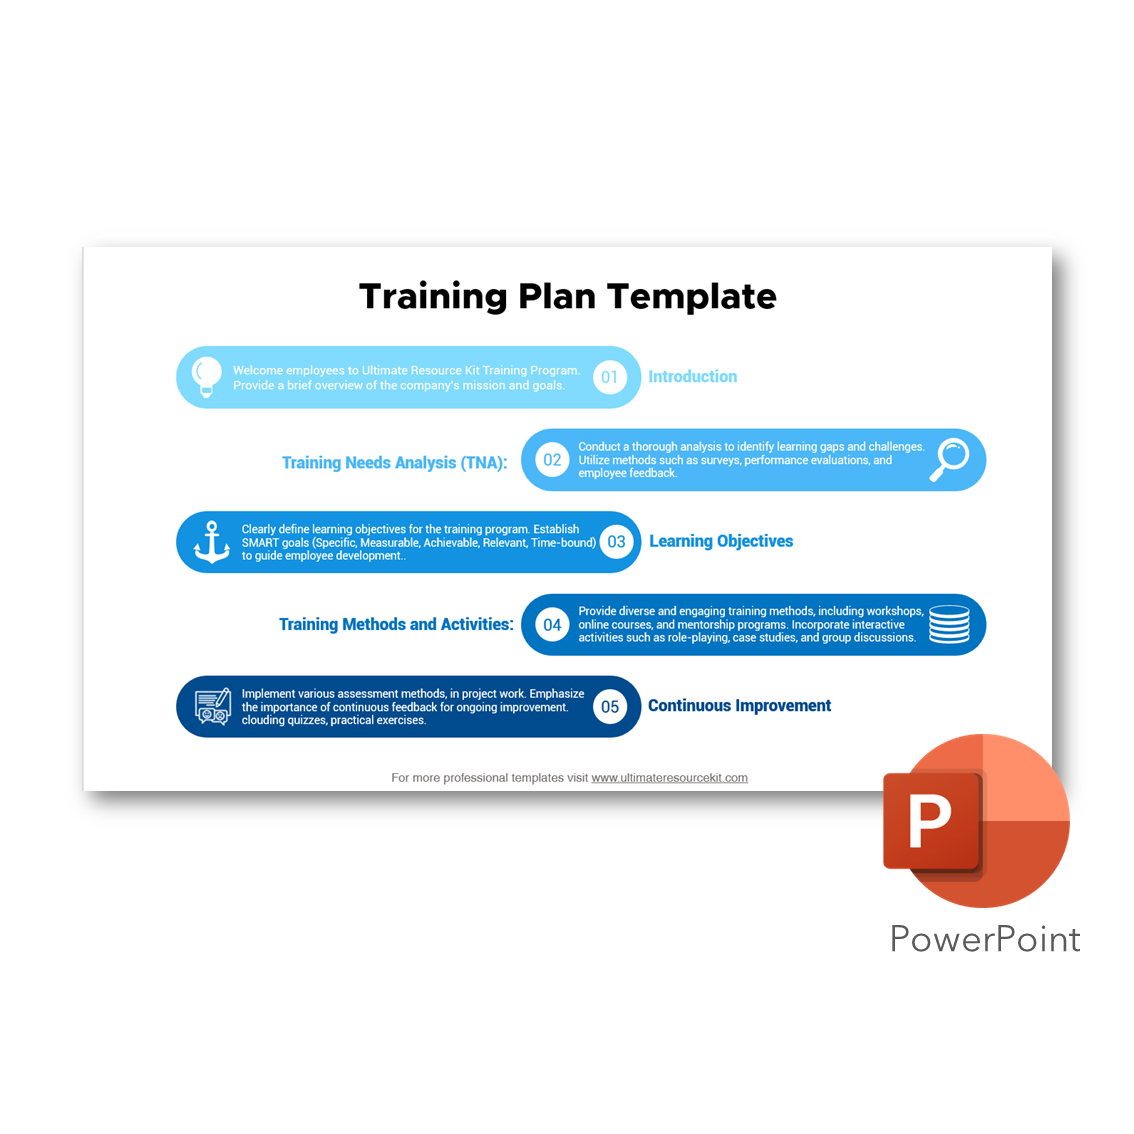 Training Plan Template
Welcome employees to Ultimate Resource Kit Training Program.
Provide a brief overview of the company's mission and goals.
01
Introduction
Training Needs Analysis (TNA):
02
Conduct a thorough analysis to identify learning gaps and challenges.
Utilize methods such as surveys, performance evaluations, and
employee feedback.
Clearly define learning objectives for the training program. Establish
SMART goals (Specific, Measurable, Achievable, Relevant, Time-bound)
to guide employee development..
03
Learning Objectives
Training Methods and Activities:
04
Provide diverse and engaging training methods, including workshops,
online courses, and mentorship programs. Incorporate interactive
activities such as role-playing, case studies, and group discussions.
Implement various assessment methods, in project work. Emphasize
the importance of continuous feedback for ongoing improvement.
clouding quizzes, practical exercises.
05
Continuous Improvement
For more professional templates visit www.ultimateresourcekit.com
P
PowerPoint